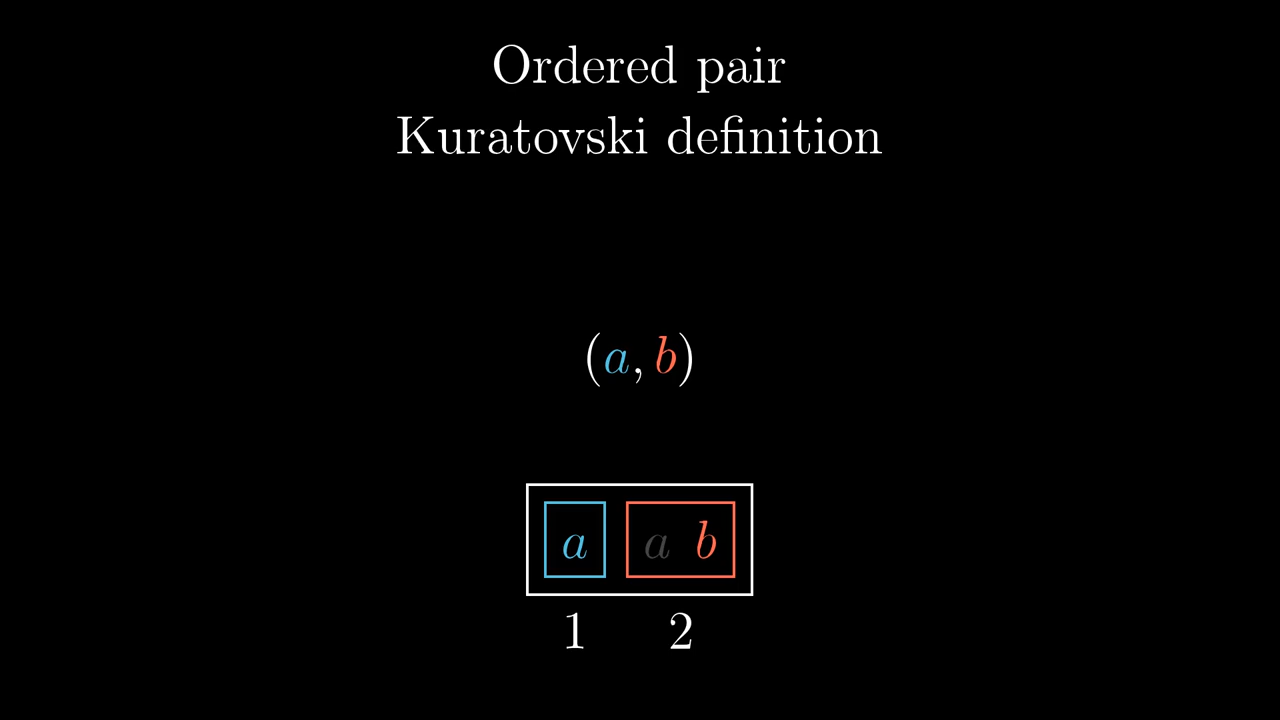 Ordered pair
Kuratovski definition
(a, b)
a a b
1 2